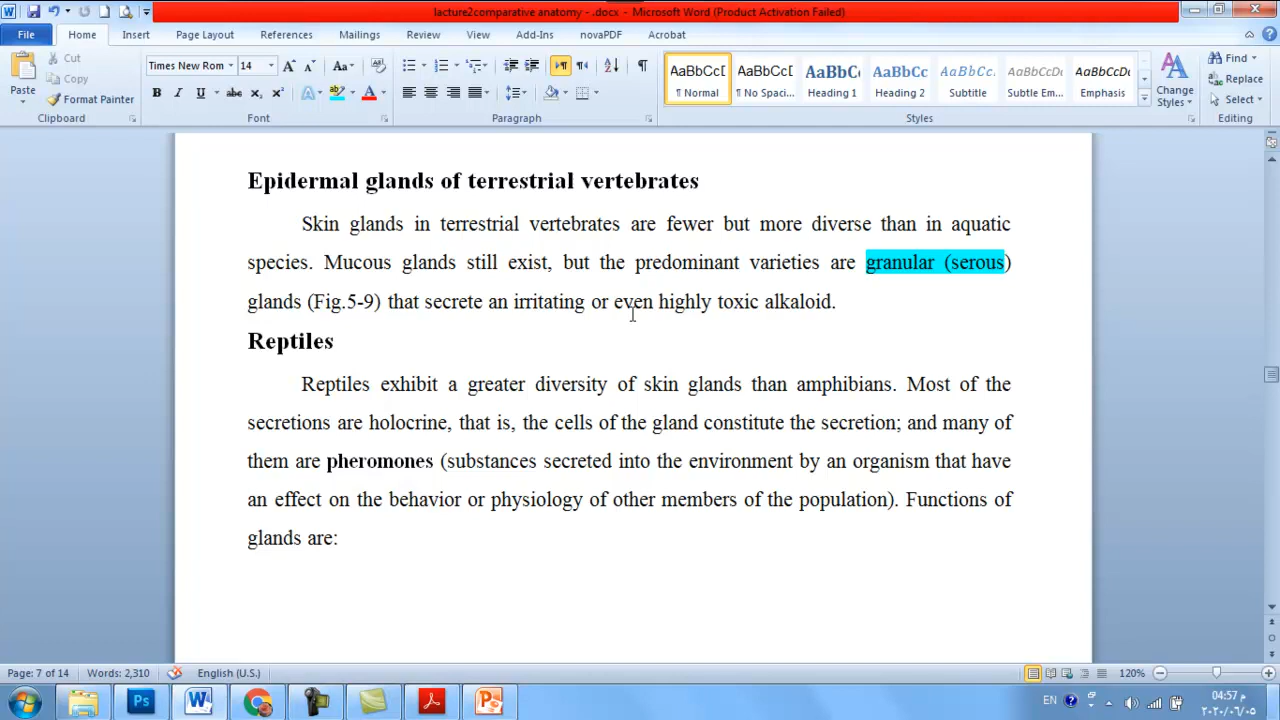 lacture2comparative anatomy - .docx - Microsoft Word (Product Activation Failed)
File Home Insert Page Layout References Mailings Review View Add-Ins novaPDF Acrobat
Paste
Cut
Copy
Format Painter
Clipboard
Times New Rom 14
Font
Paragraph
AaBbCcD AaBbCcD AaBbC AaBbCc AaBbCc. AaBbCcDc AaBbCcDc
¶ Normal ¶ No Spaci... Heading 1 Heading 2 Subtitle Subtle Em... Emphasis
Styles
Change
Styles
Find
Replace
Select
Editing
Epidermal glands of terrestrial vertebrates
Skin glands in terrestrial vertebrates are fewer but more diverse than in aquatic
species. Mucous glands still exist, but the predominant varieties are granular (serous)
glands (Fig.5-9) that secrete an irritating or even highly toxic alkaloid.
Reptiles
Reptiles exhibit a greater diversity of skin glands than amphibians. Most of the
secretions are holocrine, that is, the cells of the gland constitute the secretion; and many of
them are pheromones (substances secreted into the environment by an organism that have
an effect on the behavior or physiology of other members of the population). Functions of
glands are:
Page: 7 of 14 Words: 2,310 English (U.S.) 120%
Ps W P
EN
04:57 م
٢٠٢٠/٠٦/٠٥